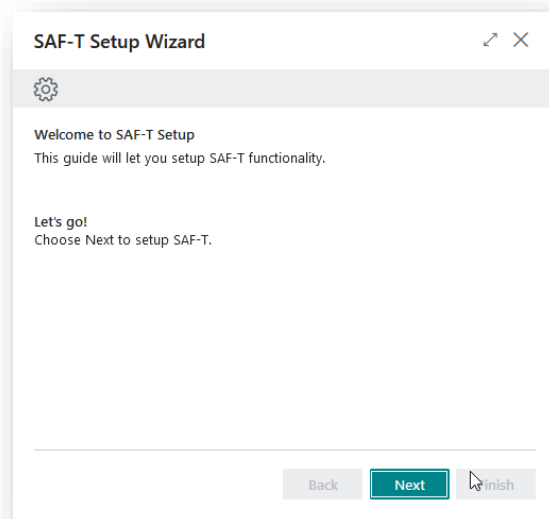 SAF-T Setup Wizard
Welcome to SAF-T Setup
This guide will let you setup SAF-T functionality.
Let's go!
Choose Next to setup SAF-T.
Back Next Finish